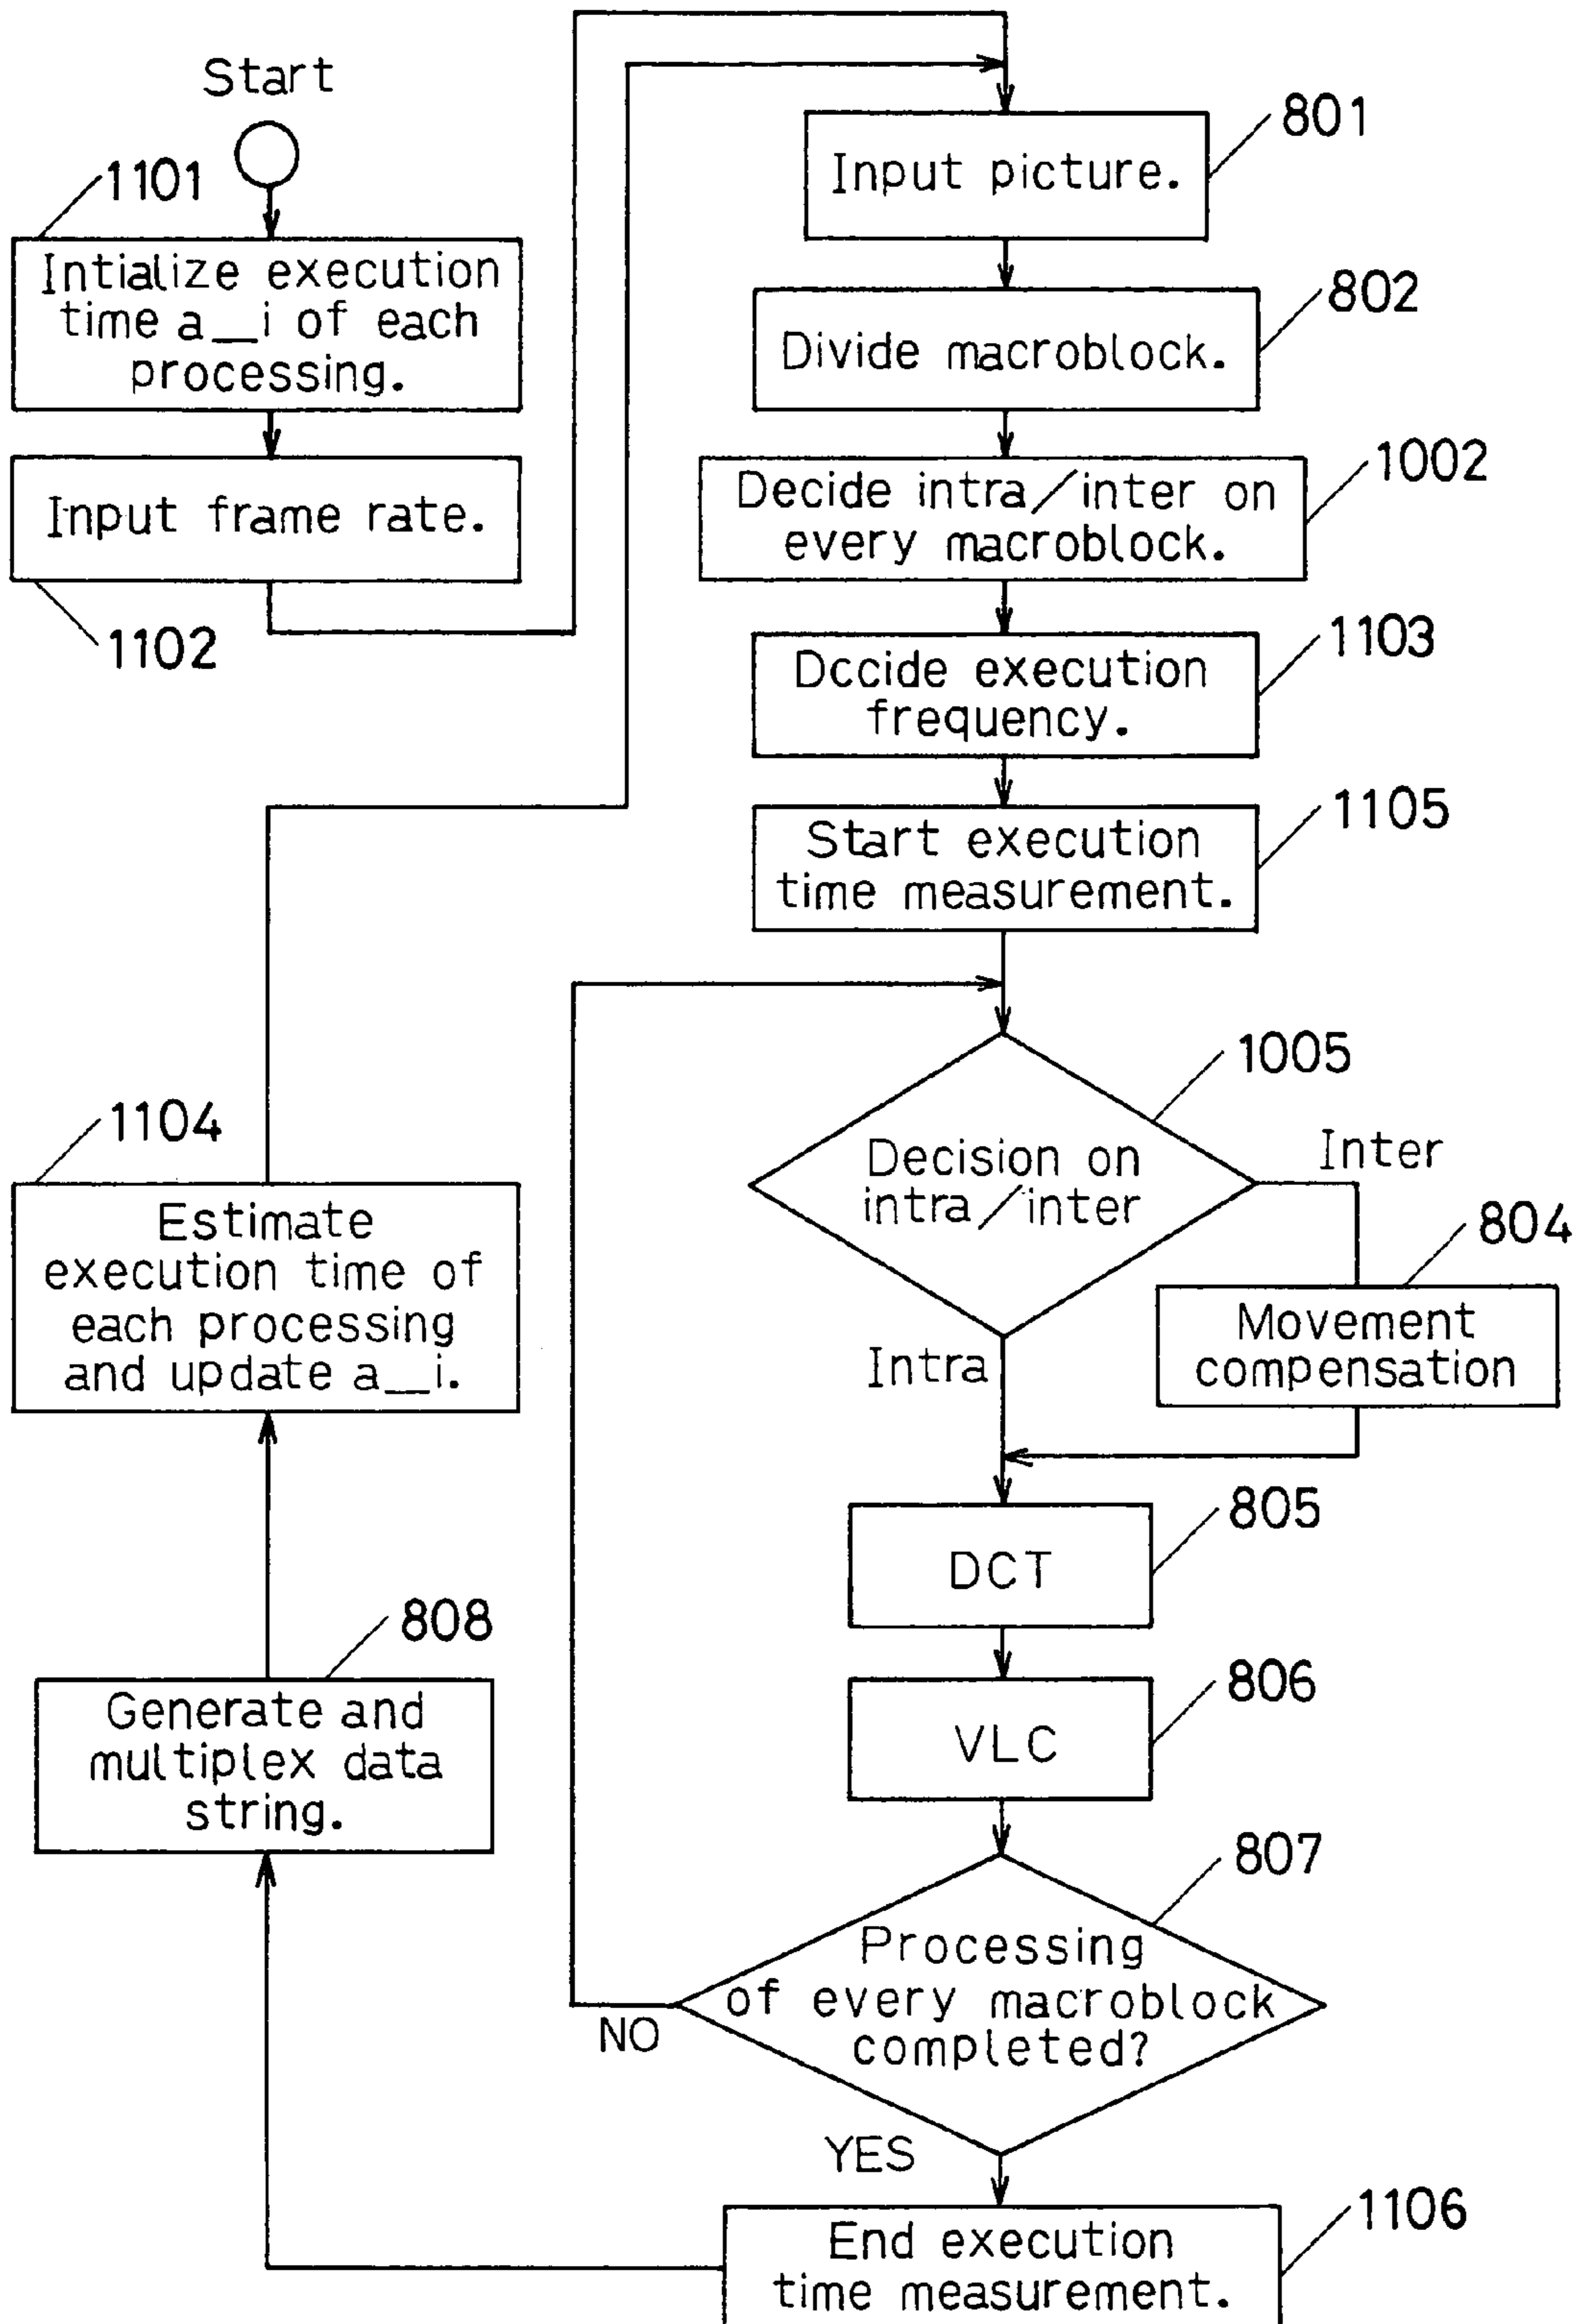 Start
1101
Intialize execution
time a__i of each
processing.
Input frame rate.
1102
801
Input picture.
802
Divide macroblock.
1002
Decide intra/inter on
every macroblock.
1103
Dccide execution
frequency.
1105
Start execution
time measurement.
1005
Decision on
intra/inter
Inter
804
Movement
compensation
Intra
805
DCT
806
VLC
807
Processing
of every macroblock
completed?
NO
YES
1106
End execution
time measurement.
808
Generate and
multiplex data
string.
1104
Estimate
execution time of
each processing
and update a__i.